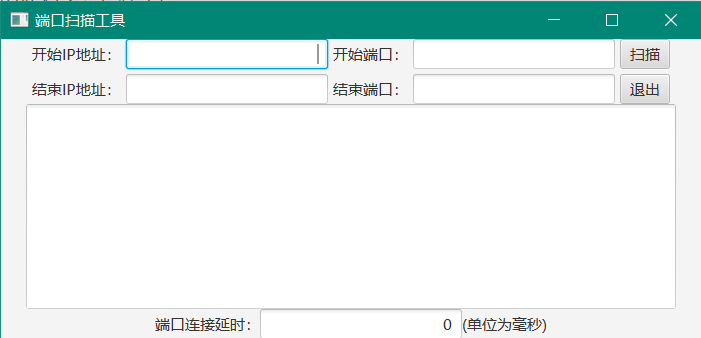 端口扫描工具
开始IP地址： 开始端口： 扫描
结束IP地址： 结束端口： 退出
端口连接延时： 0 (单位为毫秒)